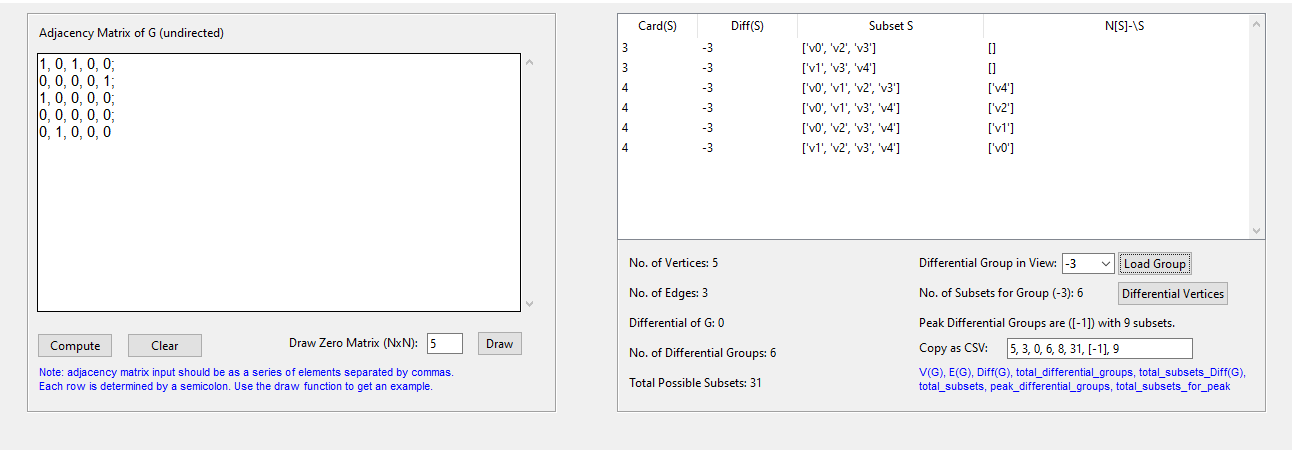 Adjacency Matrix of G (undirected)
1, 0, 1, 0, 0;
0, 0, 0, 0, 1;
1, 0, 0, 0, 0;
0, 0, 0, 0, 0;
0, 1, 0, 0, 0
Compute
Clear
Draw Zero Matrix (NxN):
5
Draw
Note: adjacency matrix input should be as a series of elements separated by commas.
Each row is determined by a semicolon. Use the draw function to get an example.
Card(S) Diff(S) Subset S N[S]-\S
3 -3 ['v0', 'v2', 'v3'] []
3 -3 ['v1', 'v3', 'v4'] []
4 -3 ['v0', 'v1', 'v2', 'v3'] ['v4']
4 -3 ['v0', 'v1', 'v3', 'v4'] ['v2']
4 -3 ['v0', 'v2', 'v3', 'v4'] ['v1']
4 -3 ['v1', 'v2', 'v3', 'v4'] ['v0']
No. of Vertices: 5
No. of Edges: 3
Differential of G: 0
No. of Differential Groups: 6
Total Possible Subsets: 31
Differential Group in View: -3 Load Group
No. of Subsets for Group (-3): 6 Differential Vertices
Peak Differential Groups are ([-1]) with 9 subsets.
Copy as CSV: 5, 3, 0, 6, 8, 31, [-1], 9
V(G), E(G), Diff(G), total_differential_groups, total_subsets_Diff(G),
total_subsets, peak_differential_groups, total_subsets_for_peak